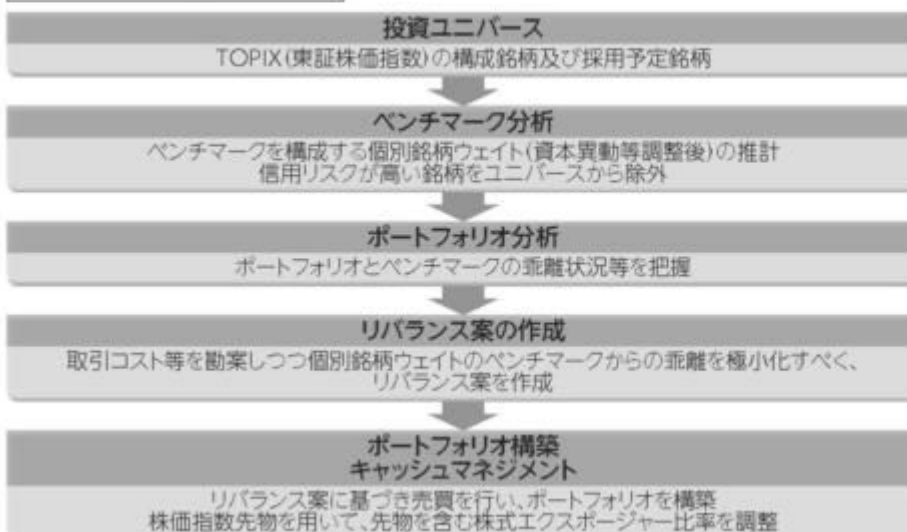 投資ユニバース
TOPIX(東証株価指数)の構成銘柄及び採用予定銘柄
ベンチマーク分析
ベンチマークを構成する個別銘柄ウェイト(資本異動等調整後)の推計
信用リスクが高い銘柄をユニバースから除外
ポートフォリオ分析
ポートフォリオとベンチマークの乖離状況等を把握
リバランス案の作成
取引コスト等を勘案しつつ個別銘柄ウェイトのベンチマークからの乖離を極小化すべく、
リバランス案を作成
ポートフォリオ構築
キャッシュマネジメント
リバランス案に基づき売買を行い、ポートフォリオを構築
株価指数先物を用いて、先物を含む株式エクスポージャー比率を調整